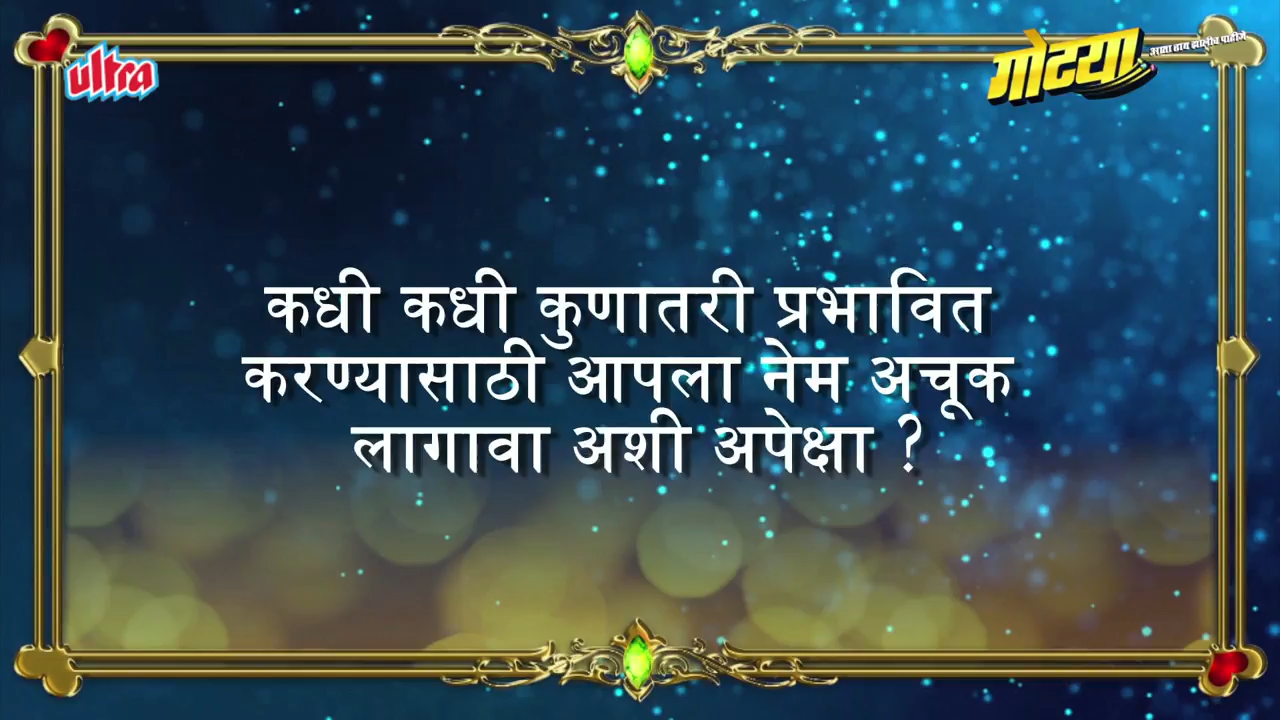 ultra
गोट्या
कधी कधी कुणातरी प्रभावित
करण्यासाठी आपला नेम अचूक
लागावा अशी अपेक्षा ?